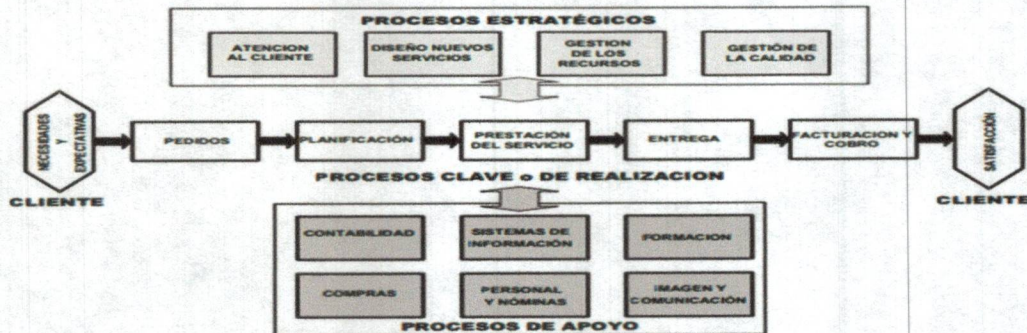 PROCESOS ESTRATÉGICOS
ATENCION
AL CLIENTE
DISEÑO NUEVOS
SERVICIOS
GESTION
DE LOS
RECURSOS
GESTIÓN DE
LA CALIDAD
NECESIDADES
Y
EXPECTATIVAS
CLIENTE
PEDIDOS
PLANIFICACIÓN
PRESTACIÓN
DEL SERVICIO
ENTREGA
FACTURACION Y
COBRO
SATISFACCIÓN
CLIENTE
PROCESOS CLAVE o DE REALIZACION
CONTABILIDAD
SISTEMAS DE
INFORMACIÓN
FORMACION
COMPRAS
PERSONAL
Y NÓMINAS
IMAGEN Y
COMUNICACIÓN
PROCESOS DE APOYO